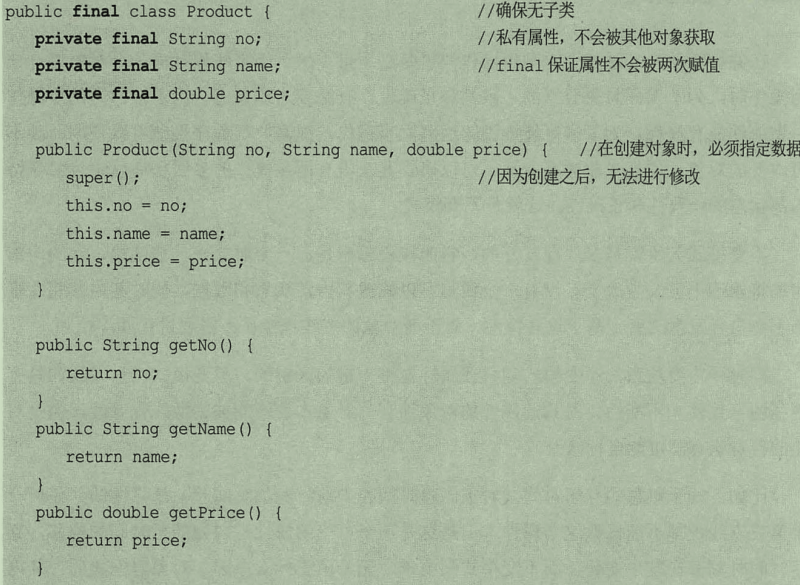 public final class Product {	//确保无子类
private final String no;	//私有属性，不会被其他对象获取
private final String name;	//final 保证属性不会被两次赋值
private final double price;
public Product(String no, String name, double price) {	//在创建对象时，必须指定数据
super();	//因为创建之后，无法进行修改
this.no = no;
this.name = name;
this.price = price;
}
public String getNo() {
return no;
}
public String getName() {
return name;
}
public double getPrice() {
return price;
}